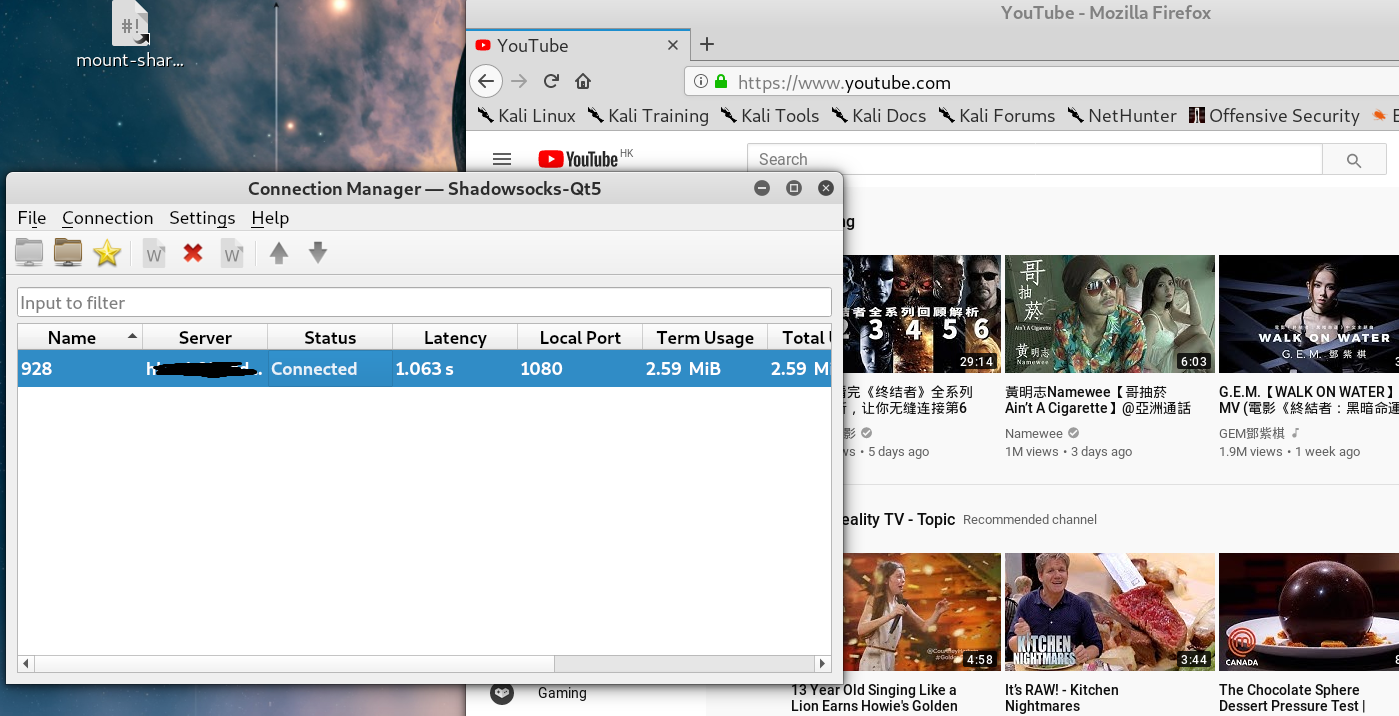 mount-shar...
YouTube - Mozilla Firefox
YouTube
https://www.youtube.com
Kali Linux Kali Training Kali Tools Kali Docs Kali Forums NetHunter Offensive Security
YouTube HK
Search
Connection Manager — Shadowsocks-Qt5
File Connection Settings Help
Input to filter
Name Server Status Latency Local Port Term Usage Total
928 Connected 1.063 s 1080 2.59 MiB 2.59
ng
者全系列回顾解析
2 3 4 5 6
29:14
完《终结者》全系列
,让你无缝连接第6
影
ws • 5 days ago
哥抽菸
Ain't A Cigarette
黃明志
Namewee
6:03
黃明志Namewee【哥抽菸
Ain't A Cigarette】@亞洲通話
Namewee
1M views • 3 days ago
WALK ON WATER
G.E.M. 鄧紫棋
G.E.M.【WALK ON WATER】
MV (電影《終結者:黑暗命運
GEM鄧紫棋
1.9M views • 1 week ago
eality TV - Topic Recommended channel
4:58
13 Year Old Singing Like a
Lion Earns Howie's Golden
KITCHEN
NIGHTMARES
3:44
It's RAW! - Kitchen
Nightmares
CANADA
The Chocolate Sphere
Dessert Pressure Test |
Gaming